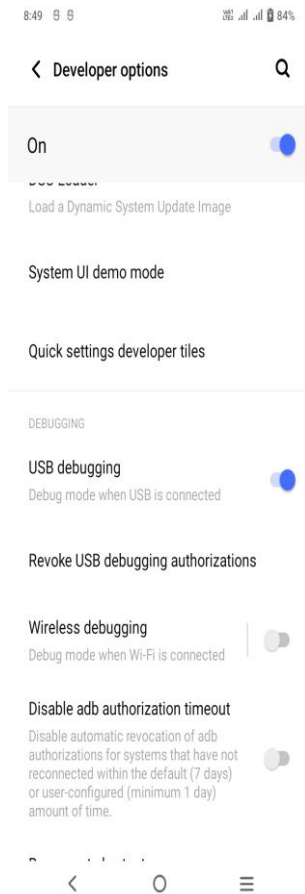 8:49 84%
Developer options
On
Load a Dynamic System Update Image
System UI demo mode
Quick settings developer tiles
DEBUGGING
USB debugging
Debug mode when USB is connected
Revoke USB debugging authorizations
Wireless debugging
Debug mode when Wi-Fi is connected
Disable adb authorization timeout
Disable automatic revocation of adb
authorizations for systems that have not
reconnected within the default (7 days)
or user-configured (minimum 1 day)
amount of time.